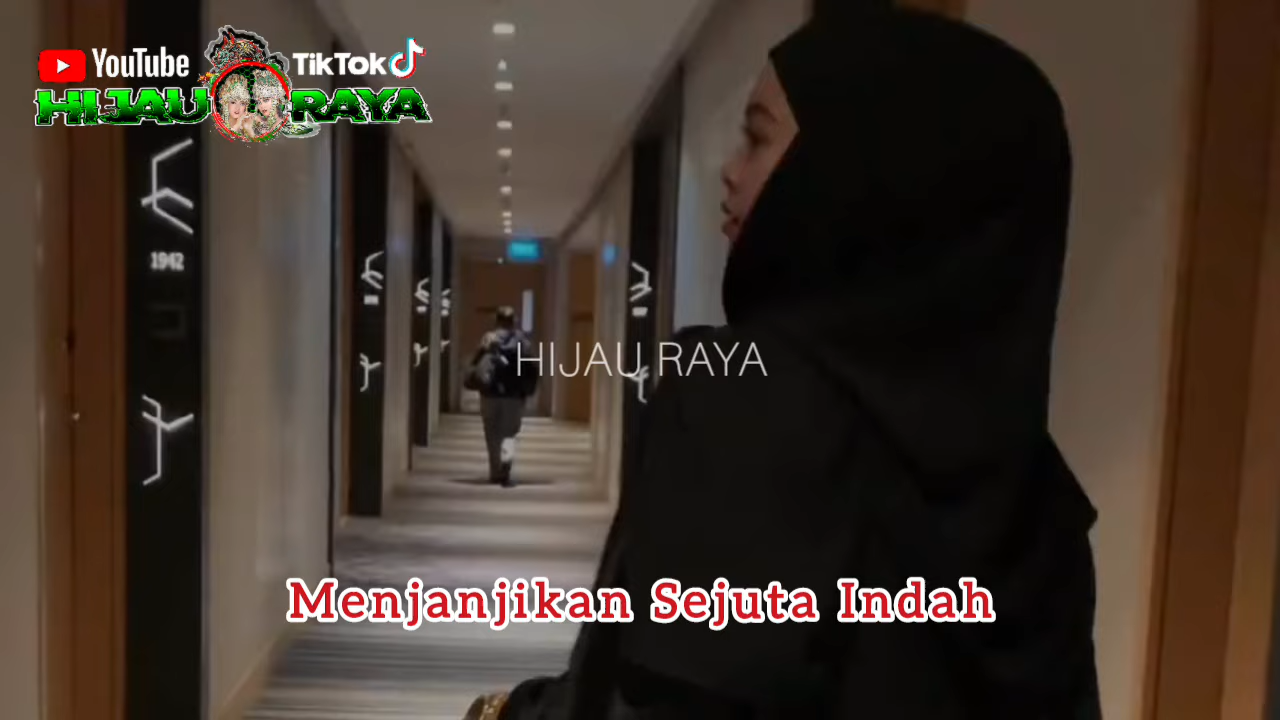 YouTube
TikTok
HIJAU RAYA
1942
HIJAU RAYA
Menjanjikan Sejuta Indah